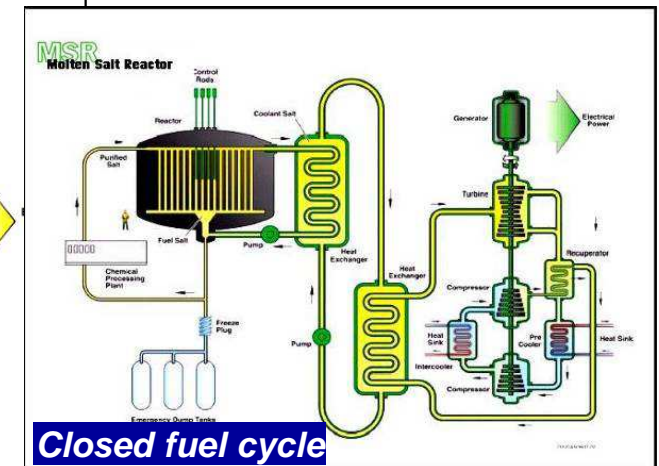 MSR
Molten Salt Reactor
Control
Rods
Reactor
Coolant Salt
Generator
Electrical
Power
Purified
Salt
Turbine
Fuel Salt
Pump
Heat
Exchanger
Recuperator
Chemical
Processing
Plant
Heat
Exchanger
Compressor
Freeze
Plug
Pump
Heat
Sink
Pre
Cooler
Heat Sink
Intercooler
Compressor
Emergency Dump Tanks
Closed fuel cycle